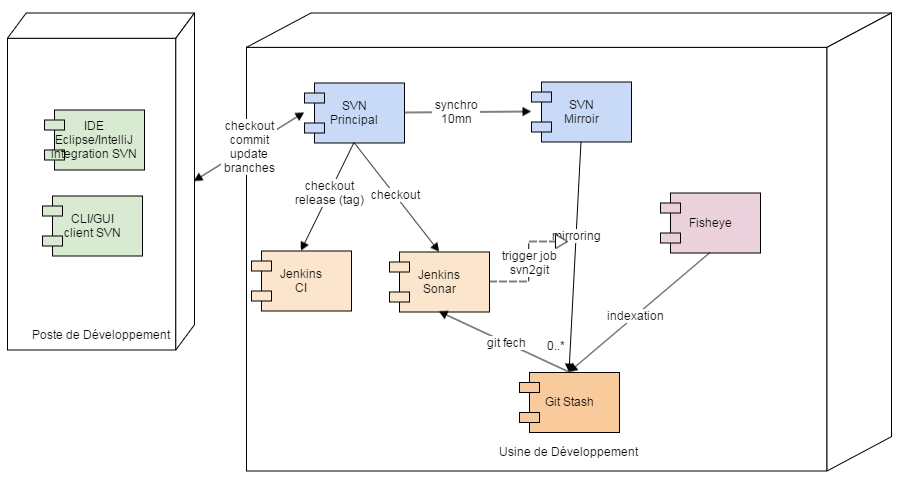 IDE
Eclipse/IntelliJ
integration SVN
CLI/GUI
client SVN
Poste de Développement
checkout
commit
update
branches
SVN
Principal
synchro
10mn
SVN
Mirroir
checkout
release (tag)
checkout
mirroring
Fisheye
Jenkins
CI
Jenkins
Sonar
trigger job
svn2git
indexation
git fech
0..*
Git Stash
Usine de Développement